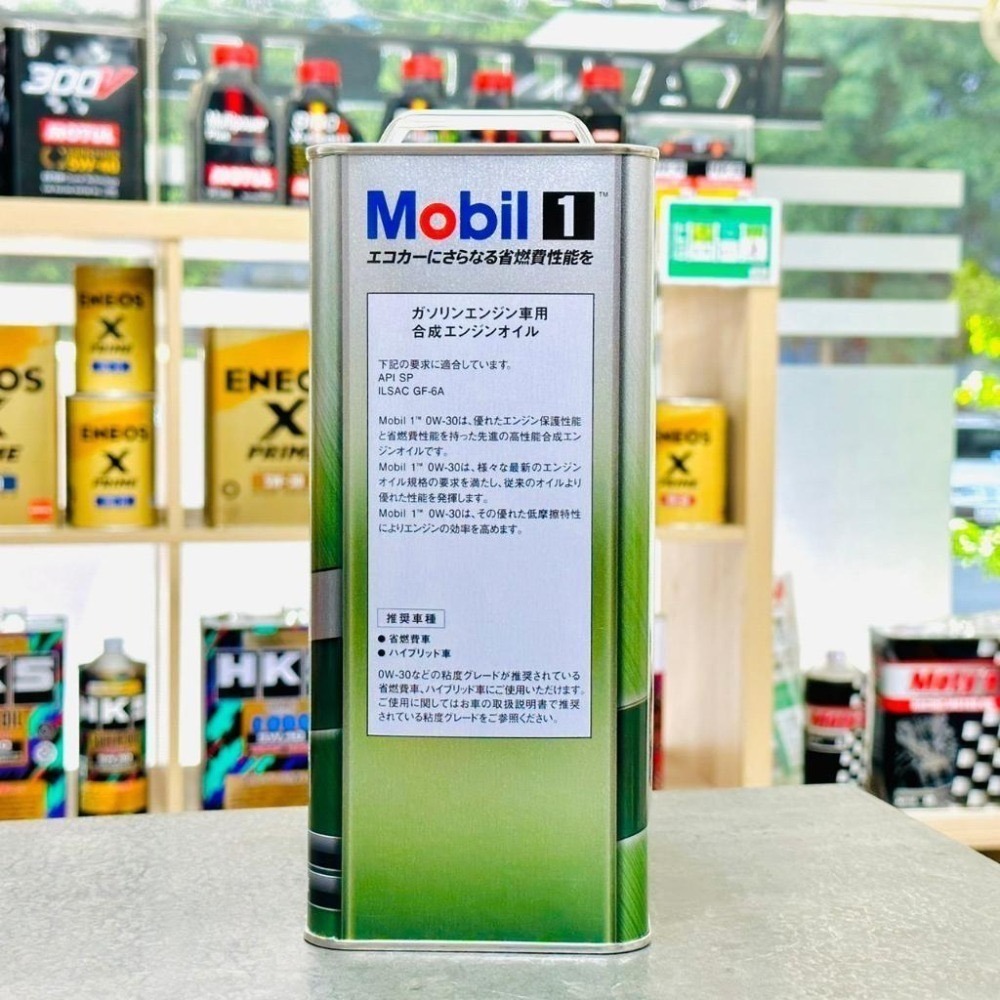 300V
MOTUL
5W-40
MOTUL
Mobil 1™
エコカーにさらなる省燃費性能を
ガソリンエンジン車用
合成エンジンオイル
下記の要求に適合しています。
API SP
ILSAC GF-6A
Mobil 1™ 0W-30は、優れたエンジン保護性能
と省燃費性能を持った先進の高性能合成エン
ジンオイルです。
Mobil 1™ 0W-30は、様々な最新のエンジン
オイル規格の要求を満たし、従来のオイルより
優れた性能を発揮します。
Mobil 1™ 0W-30は、その優れた低摩擦特性
によりエンジンの効率を高めます。
推奨車種
● 省燃費車
● ハイブリッド車
0W-30などの粘度グレードが推奨されている
省燃費車、ハイブリッド車にご使用いただけます。
ご使用に関してはお車の取扱説明書で推奨
されている粘度グレードをご参照ください。
ENEOS
X
PRIME
ENEOS
X
PRIME
ENEOS
X
ENEOS
X
PRIME
NEOS
X
HKS
HKS
HKS
Moty's
Moty's